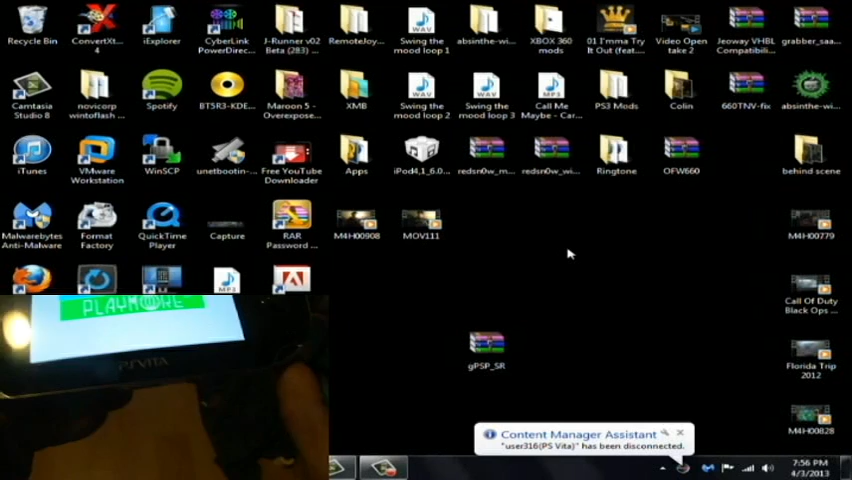 Recycle Bin
ConvertXt...
4
iExplorer
CyberLink
PowerDirec...
J-Runner v02
Beta (283) ...
RemoteJoy...
Swing the
mood loop 1
absinthe-wi...
XBOX 360
mods
01 I'mma Try
It Out (feat....
Video Open
take 2
Jeoway VHBL
Compatibili...
grabber_saa...
Camtasia
Studio 8
novicorp
wintoflash ...
Spotify
BT5R3-KDE...
Maroon 5 -
Overexpose...
XMB
Swing the
mood loop 2
Swing the
mood loop 3
Call Me
Maybe - Car...
PS3 Mods
Colin
660TNV-fix
absinthe-wi...
iTunes
VMware
Workstation
WinSCP
unetbootin-...
Free YouTube
Downloader
Apps
iPod4,1_6.0...
redsn0w_m...
redsn0w_wi...
Ringtone
OFW660
behind scene
Malwarebytes
Anti-Malware
Format
Factory
QuickTime
Player
Capture
RAR
Password ...
M4H00908
MOV111
M4H00779
Call Of Duty
Black Ops ...
PLAYMORE
PSVITA
gPSP_SR
Florida Trip
2012
M4H00828
Content Manager Assistant
"user316(PS Vita)" has been disconnected.
7:56 PM
4/3/2013